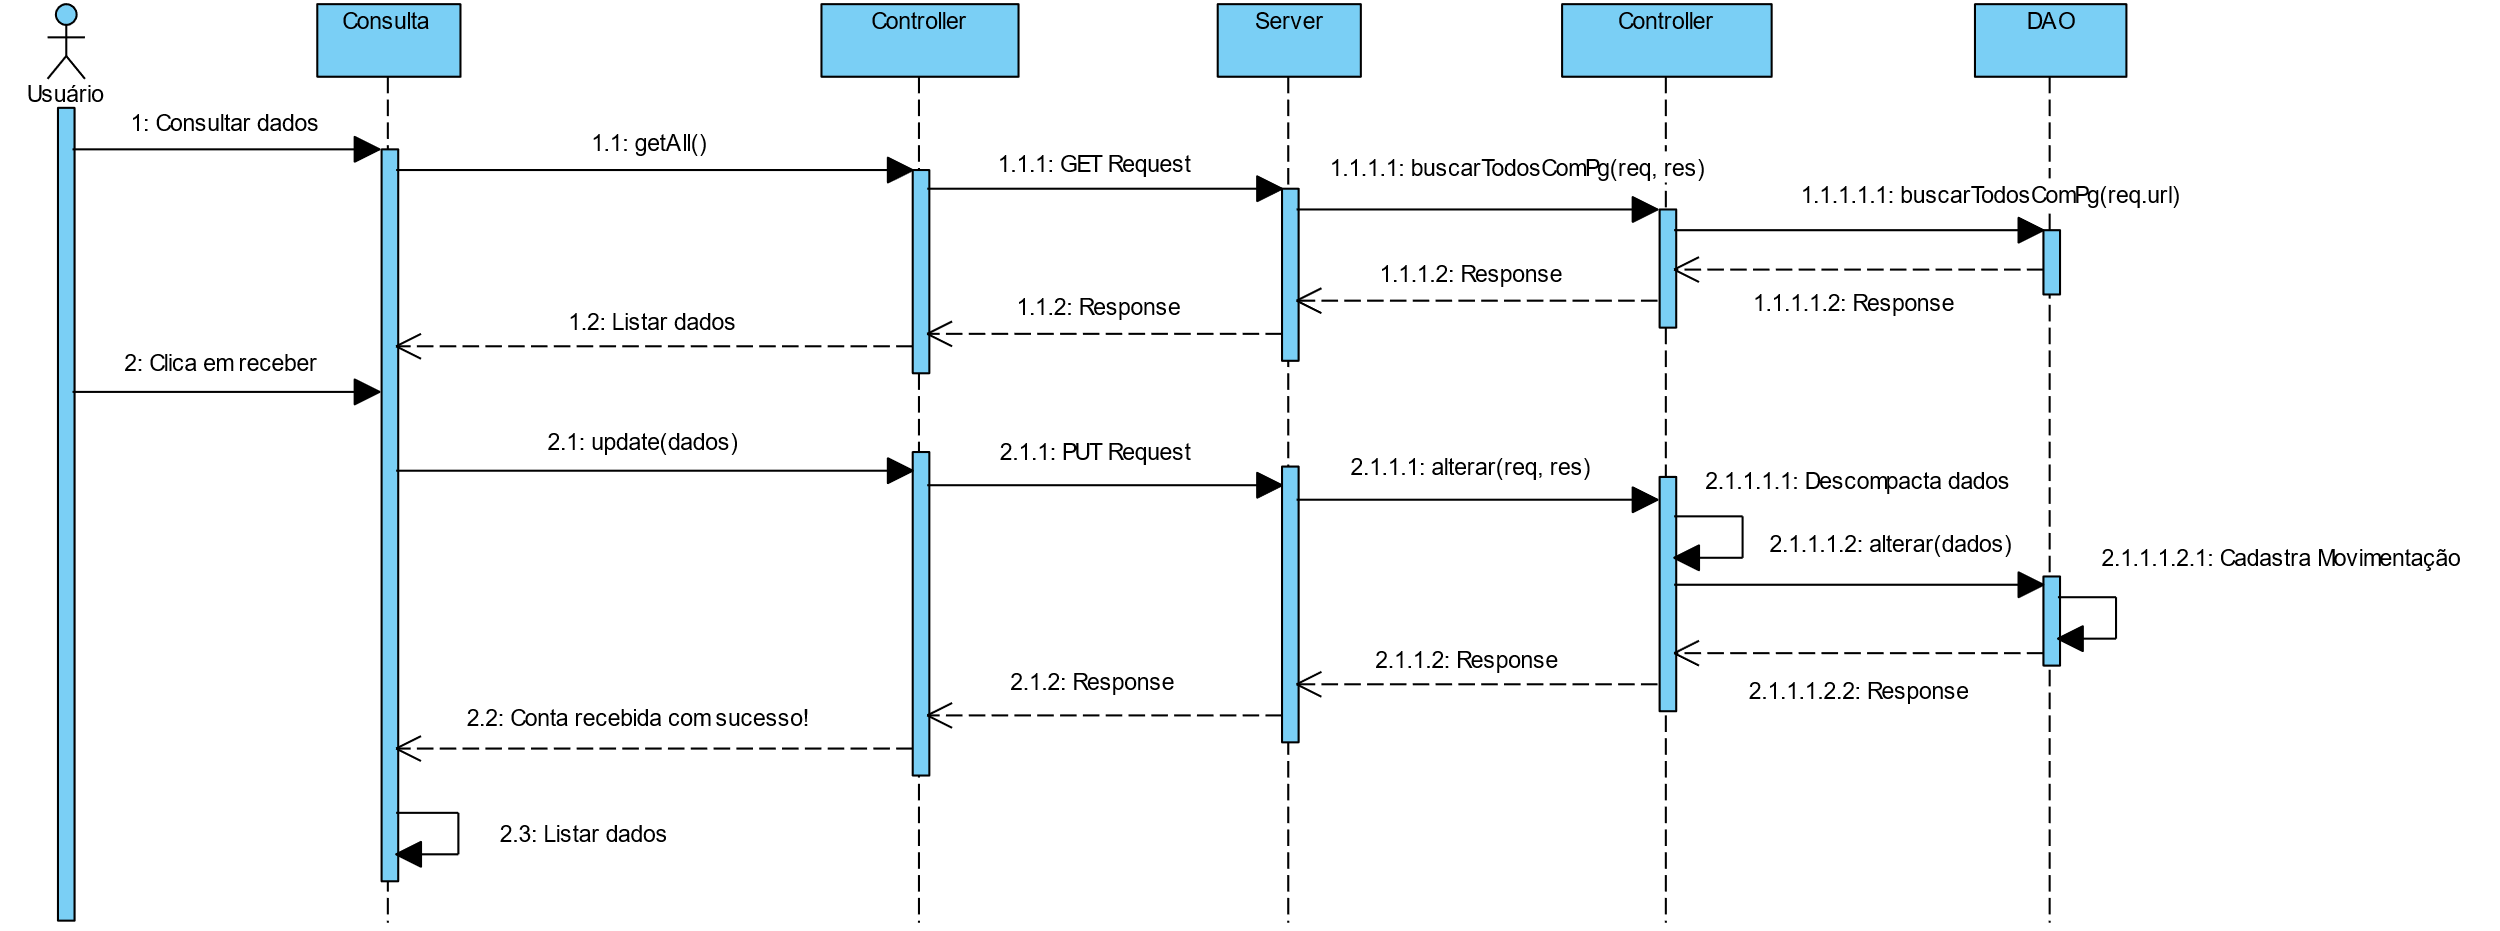 Consulta
Controller
Server
Controller
DAO
Usuário
1: Consultar dados
1.1: getAll()
1.1.1: GET Request
1.1.1.1: buscarTodosComPg(req, res)
1.1.1.1.1: buscarTodosComPg(req.url)
1.1.1.1.2: Response
1.1.1.2: Response
1.1.2: Response
1.2: Listar dados
2: Clica em receber
2.1: update(dados)
2.1.1: PUT Request
2.1.1.1: alterar(req, res)
2.1.1.1.1: Descompacta dados
2.1.1.1.2: alterar(dados)
2.1.1.1.2.1: Cadastra Movimentação
2.1.1.1.2.2: Response
2.1.1.2: Response
2.1.2: Response
2.2: Conta recebida com sucesso!
2.3: Listar dados